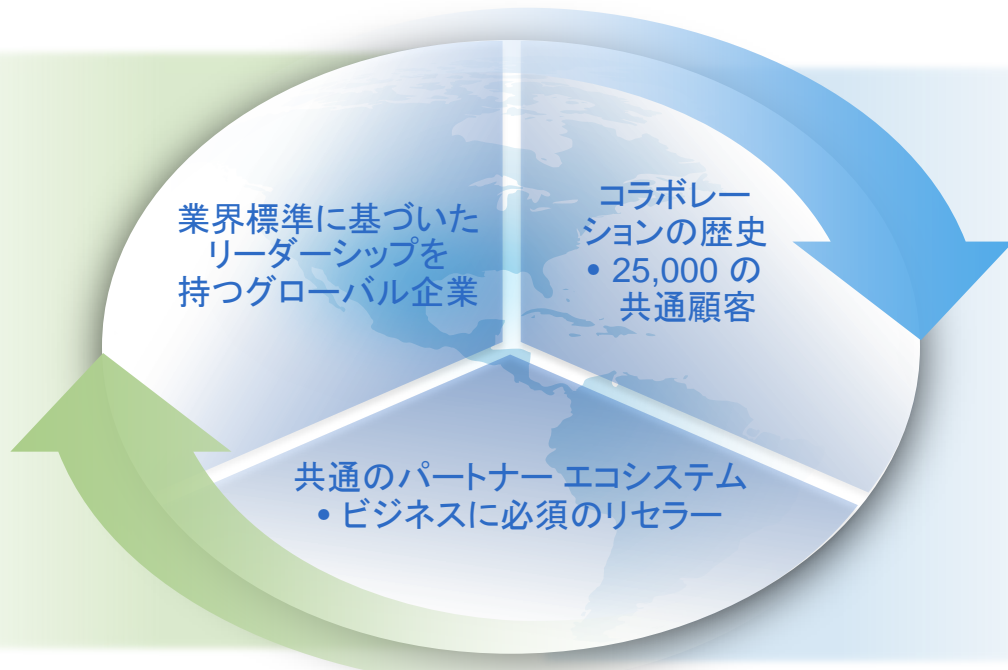 業界標準に基づいた
リーダーシップを
持つグローバル企業
コラボレー
ションの歴史
• 25,000 の
共通顧客
共通のパートナー エコシステム
• ビジネスに必須のリセラー